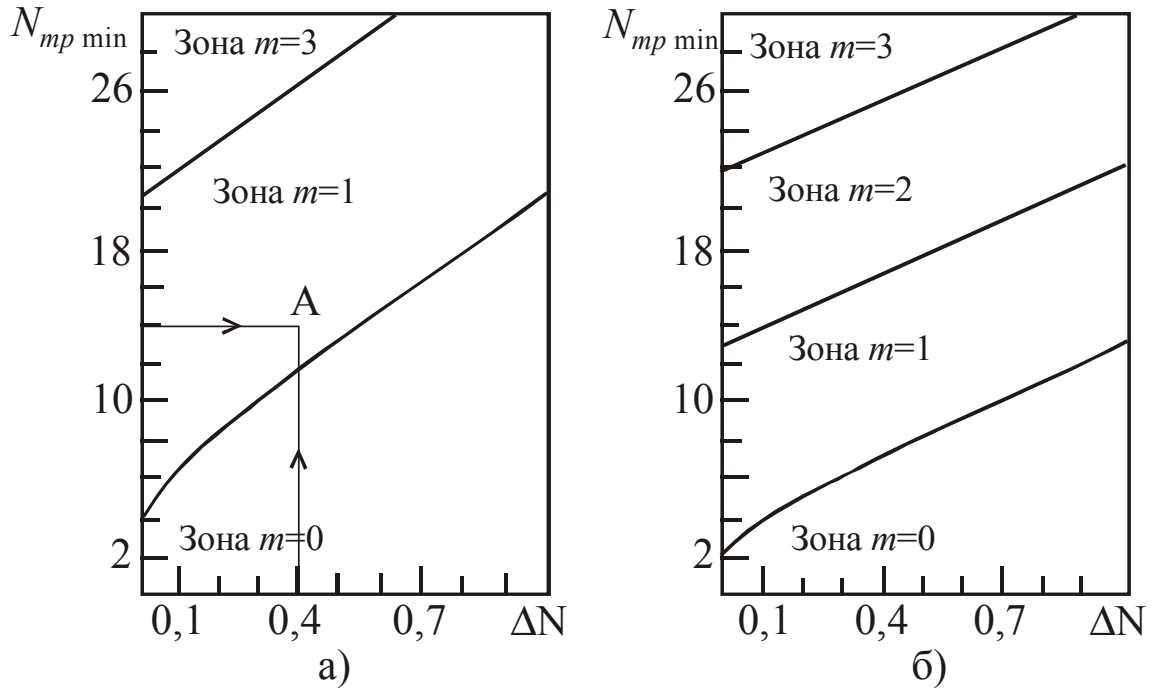 N mp min
Зона m=3
26
Зона m=1
18
A
10
Зона m=0
2
0,1 0,4 0,7 ΔN
а)
N mp min
Зона m=3
26
Зона m=2
18
Зона m=1
10
Зона m=0
2
0,1 0,4 0,7 ΔN
б)